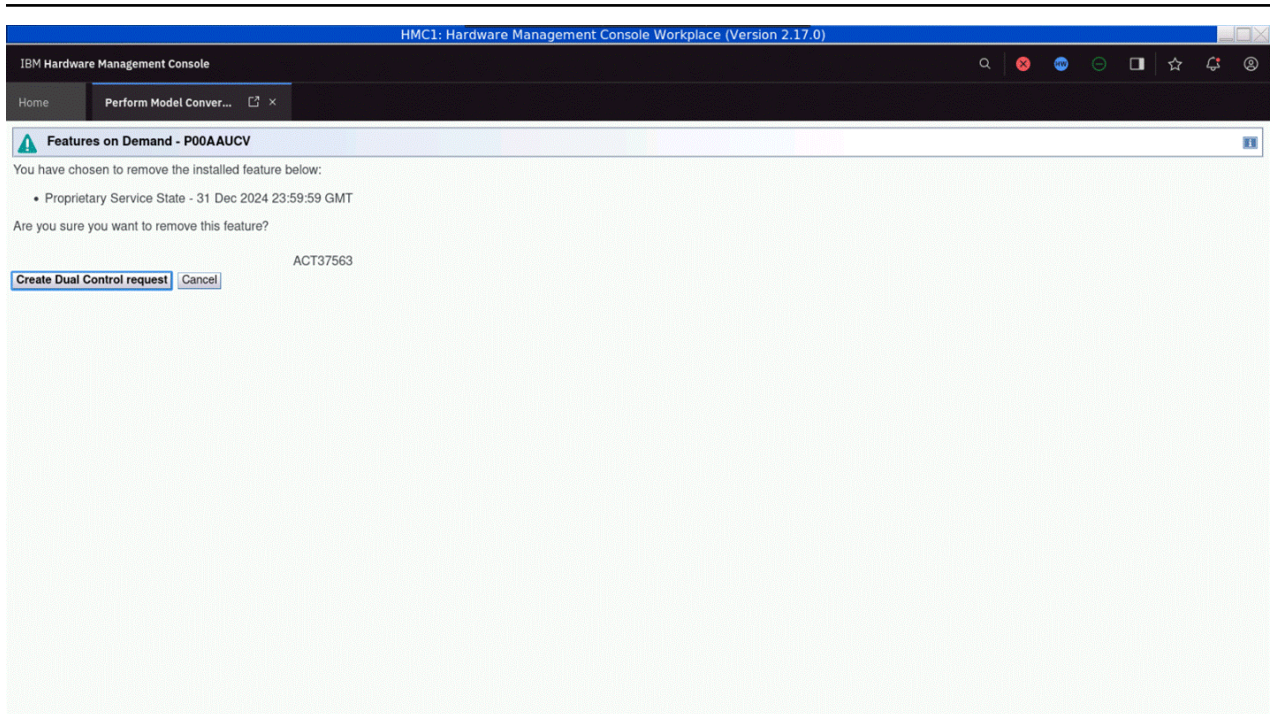 HMC1: Hardware Management Console Workplace (Version 2.17.0)
IBM Hardware Management Console
HW
Home
Perform Model Conver...
Features on Demand - P00AAUCV
i
You have chosen to remove the installed feature below:
• Proprietary Service State - 31 Dec 2024 23:59:59 GMT
Are you sure you want to remove this feature?
ACT37563
Create Dual Control request Cancel